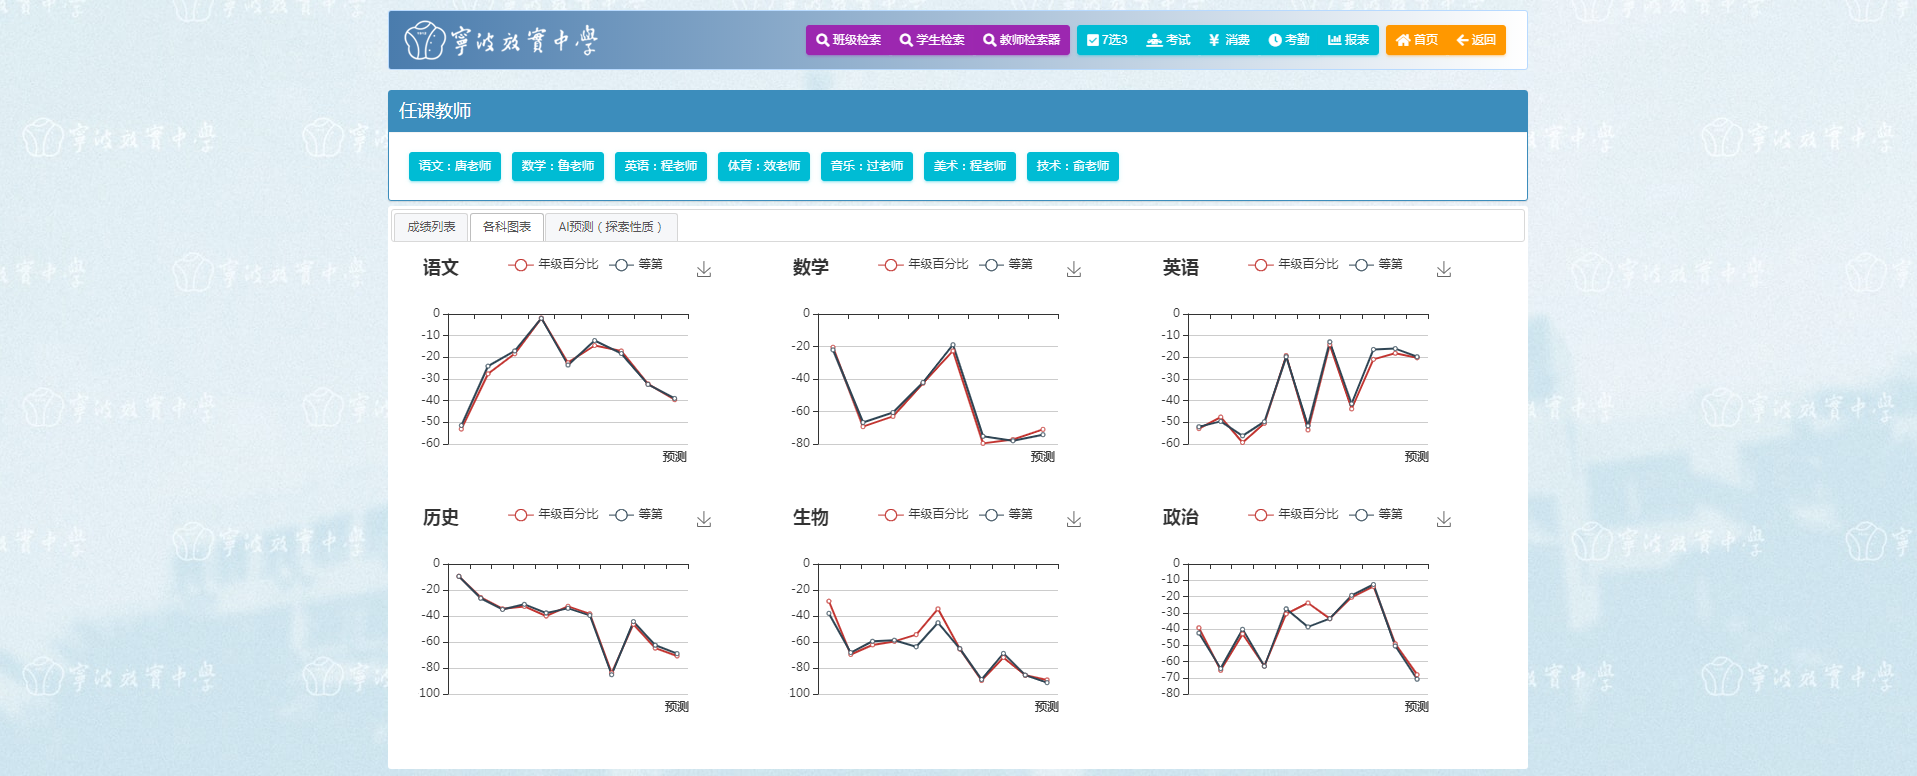 寧波效實中學
班级检索 学生检索 教师检索器 7选3 考试 消费 考勤 报表 首页 返回
任课教师
语文：唐老师 数学：鲁老师 英语：程老师 体育：效老师 音乐：过老师 美术：程老师 技术：俞老师
成绩列表 各科图表 AI预测（探索性质）
语文 年级百分比 等第
0
-10
-20
-30
-40
-50
-60
预测
数学 年级百分比 等第
0
-20
-40
-60
-80
预测
英语 年级百分比 等第
0
-10
-20
-30
-40
-50
-60
预测
历史 年级百分比 等第
0
-20
-40
-60
-80
100
预测
生物 年级百分比 等第
0
-20
-40
-60
-80
100
预测
政治 年级百分比 等第
0
-10
-20
-30
-40
-50
-60
-70
-80
预测